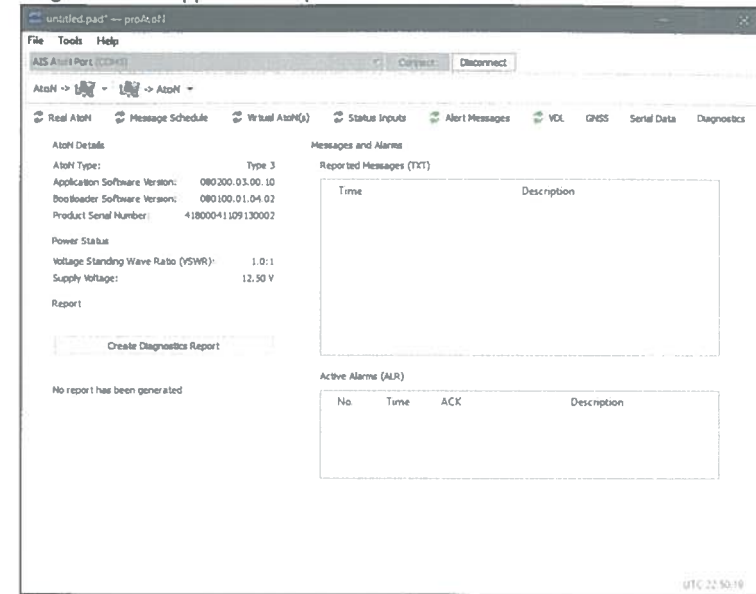 untitled.pad* — proAtoN
File Tools Help
AIS AtoN Port (COM3) Connect Disconnect
AtoN -> -> AtoN
Real AtoN Message Schedule Virtual AtoN(s) Status Inputs Alert Messages VDL GNSS Serial Data Diagnostics
AtoN Details
AtoN Type: Type 3
Application Software Version: 080200.03.00.10
Bootloader Software Version: 080100.01.04.02
Product Serial Number: 41800041109130002
Power Status
Voltage Standing Wave Ratio (VSWR): 1.0:1
Supply Voltage: 12.50 V
Report
Create Diagnostics Report
No report has been generated
Messages and Alarms
Reported Messages (TXT)
Time Description
Active Alarms (ALR)
No. Time ACK Description
UTC 22:50:19